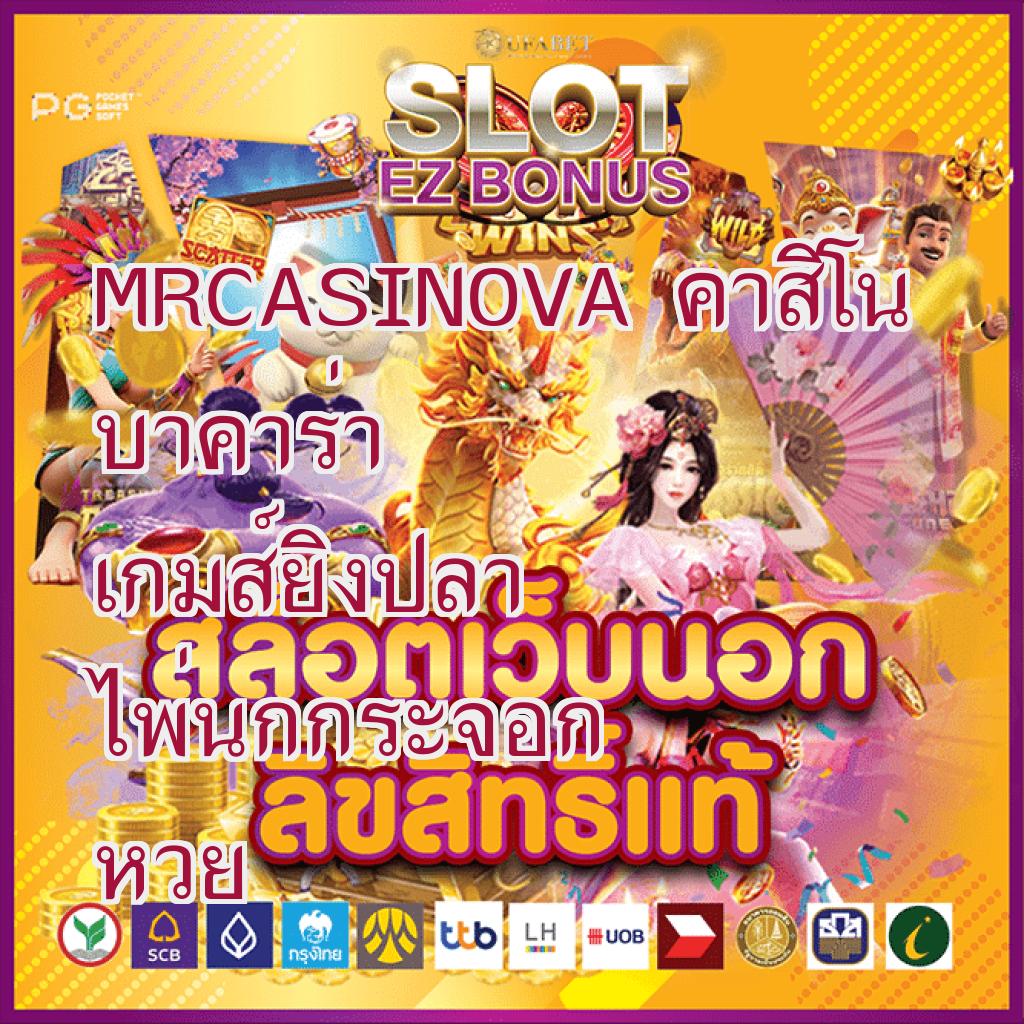 UFABET
PG POCKET GAMES SOFT
SLOT
EZ BONUS
WINS
SCATTER
WILD
MRCASINOVA คาสิโน
บาคาร่า
เกมส์ยิงปลา
สล็อตเว็บนอก
ไพ่นกกระจอก
ลิขสิทธิ์แท้
หวย
SCB
กรุงไทย
ttb
LH
UOB